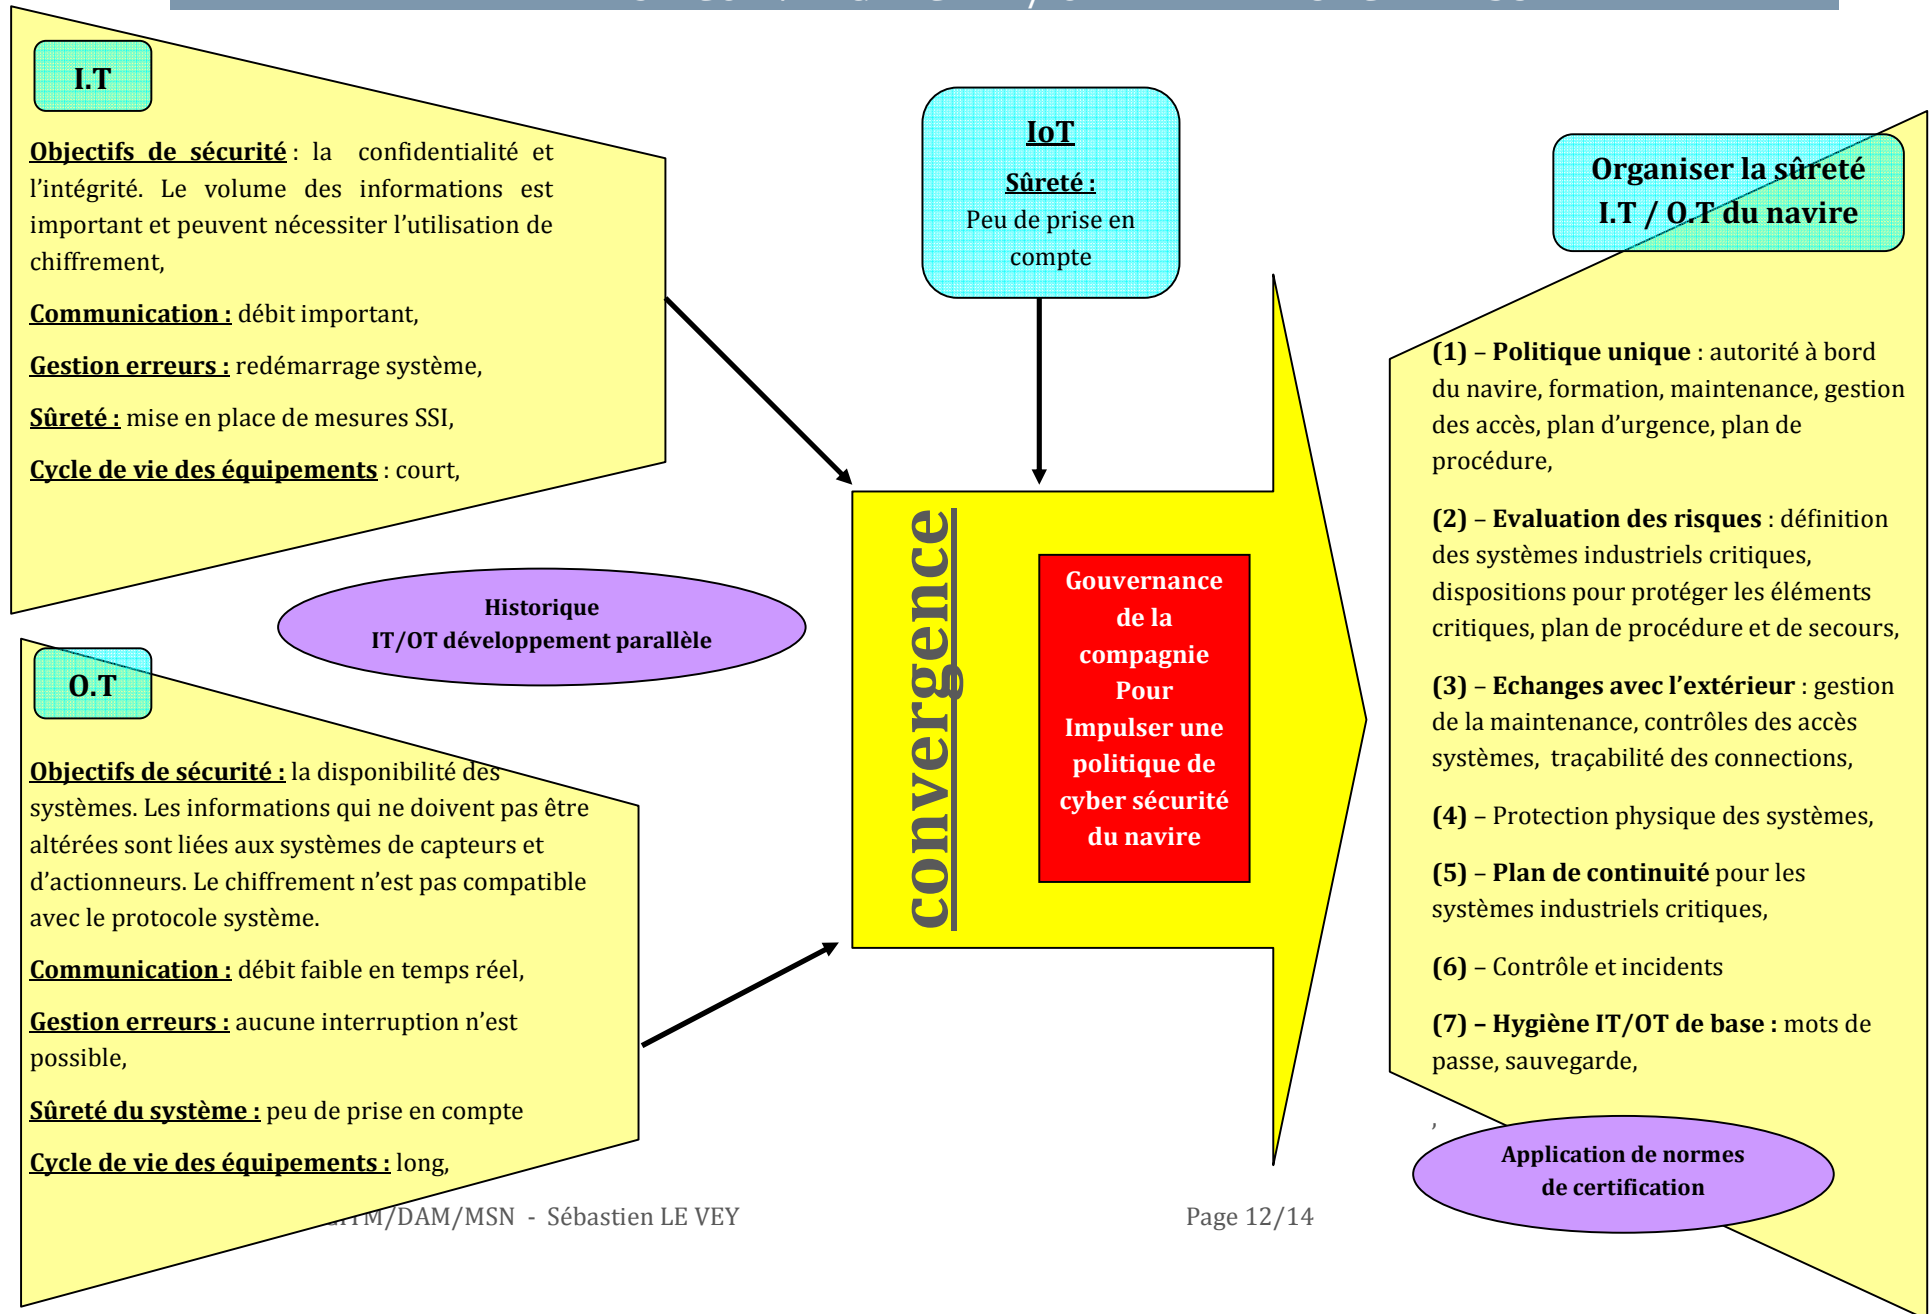 I.T
Objectifs de sécurité : la confidentialité et
l'intégrité. Le volume des informations est
important et peuvent nécessiter l'utilisation de
chiffrement,
Communication : débit important,
Gestion erreurs : redémarrage système,
Sûreté : mise en place de mesures SSI,
Cycle de vie des équipements : court,
Historique
IT/OT développement parallèle
O.T
Objectifs de sécurité : la disponibilité des
systèmes. Les informations qui ne doivent pas être
altérées sont liées aux systèmes de capteurs et
d'actionneurs. Le chiffrement n'est pas compatible
avec le protocole système.
Communication : débit faible en temps réel,
Gestion erreurs : aucune interruption n'est
possible,
Sûreté du système : peu de prise en compte
Cycle de vie des équipements : long,
IoT
Sûreté :
Peu de prise en
compte
convergence
Gouvernance
de la
compagnie
Pour
Impulser une
politique de
cyber sécurité
du navire
Organiser la sûreté
I.T / O.T du navire
(1) – Politique unique : autorité à bord
du navire, formation, maintenance, gestion
des accès, plan d'urgence, plan de
procédure,
(2) – Evaluation des risques : définition
des systèmes industriels critiques,
dispositions pour protéger les éléments
critiques, plan de procédure et de secours,
(3) – Echanges avec l'extérieur : gestion
de la maintenance, contrôles des accès
systèmes, traçabilité des connections,
(4) – Protection physique des systèmes,
(5) – Plan de continuité pour les
systèmes industriels critiques,
(6) – Contrôle et incidents
(7) – Hygiène IT/OT de base : mots de
passe, sauvegarde,
,
Application de normes
de certification
/DAM/MSN - Sébastien LE VEY
Page 12/14